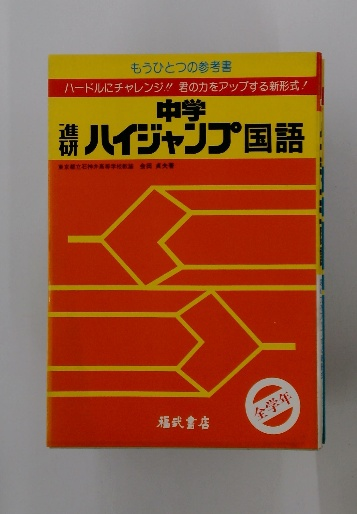 もうひとつの参考書
ハードルにチャレンジ!! 君の力をアップする新形式!
中学
進研 ハイジャンプ国語
全学年
福武書店